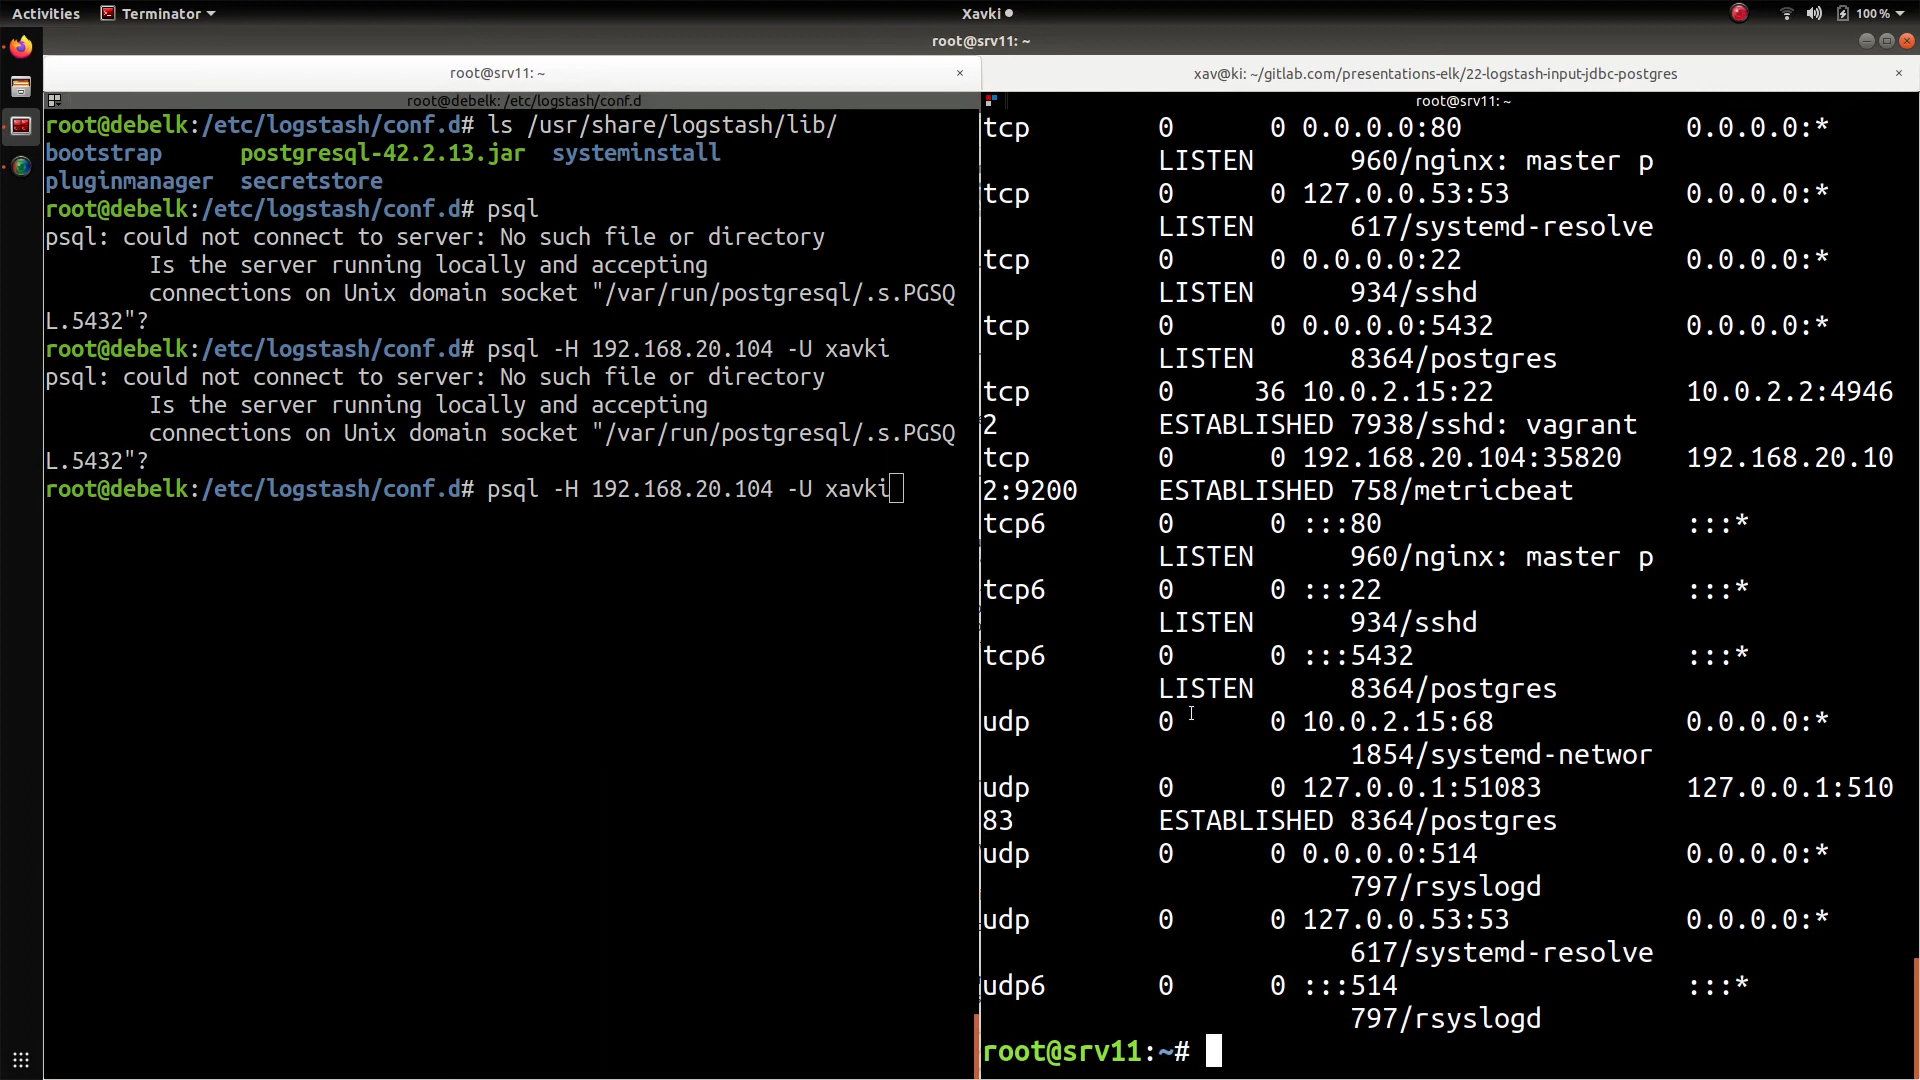 Activities Terminator Xavki 100 %
root@srv11: ~
root@srv11: ~ ×
root@debelk: /etc/logstash/conf.d
root@debelk:/etc/logstash/conf.d# ls /usr/share/logstash/lib/
bootstrap postgresql-42.2.13.jar systeminstall
pluginmanager secretstore
root@debelk:/etc/logstash/conf.d# psql
psql: could not connect to server: No such file or directory
Is the server running locally and accepting
connections on Unix domain socket "/var/run/postgresql/.s.PGSQ
L.5432"?
root@debelk:/etc/logstash/conf.d# psql -H 192.168.20.104 -U xavki
psql: could not connect to server: No such file or directory
Is the server running locally and accepting
connections on Unix domain socket "/var/run/postgresql/.s.PGSQ
L.5432"?
root@debelk:/etc/logstash/conf.d# psql -H 192.168.20.104 -U xavki
xav@ki: ~/gitlab.com/presentations-elk/22-logstash-input-jdbc-postgres ×
root@srv11: ~
tcp 0 0 0.0.0.0:80 0.0.0.0:*
LISTEN 960/nginx: master p
tcp 0 0 127.0.0.53:53 0.0.0.0:*
LISTEN 617/systemd-resolve
tcp 0 0 0.0.0.0:22 0.0.0.0:*
LISTEN 934/sshd
tcp 0 0 0.0.0.0:5432 0.0.0.0:*
LISTEN 8364/postgres
tcp 0 36 10.0.2.15:22 10.0.2.2:4946
2 ESTABLISHED 7938/sshd: vagrant
tcp 0 0 192.168.20.104:35820 192.168.20.10
2:9200 ESTABLISHED 758/metricbeat
tcp6 0 0 :::80 :::*
LISTEN 960/nginx: master p
tcp6 0 0 :::22 :::*
LISTEN 934/sshd
tcp6 0 0 :::5432 :::*
LISTEN 8364/postgres
udp 0 0 10.0.2.15:68 0.0.0.0:*
1854/systemd-networ
udp 0 0 127.0.0.1:51083 127.0.0.1:510
83 ESTABLISHED 8364/postgres
udp 0 0 0.0.0.0:514 0.0.0.0:*
797/rsyslogd
udp 0 0 127.0.0.53:53 0.0.0.0:*
617/systemd-resolve
udp6 0 0 :::514 :::*
797/rsyslogd
root@srv11:~#